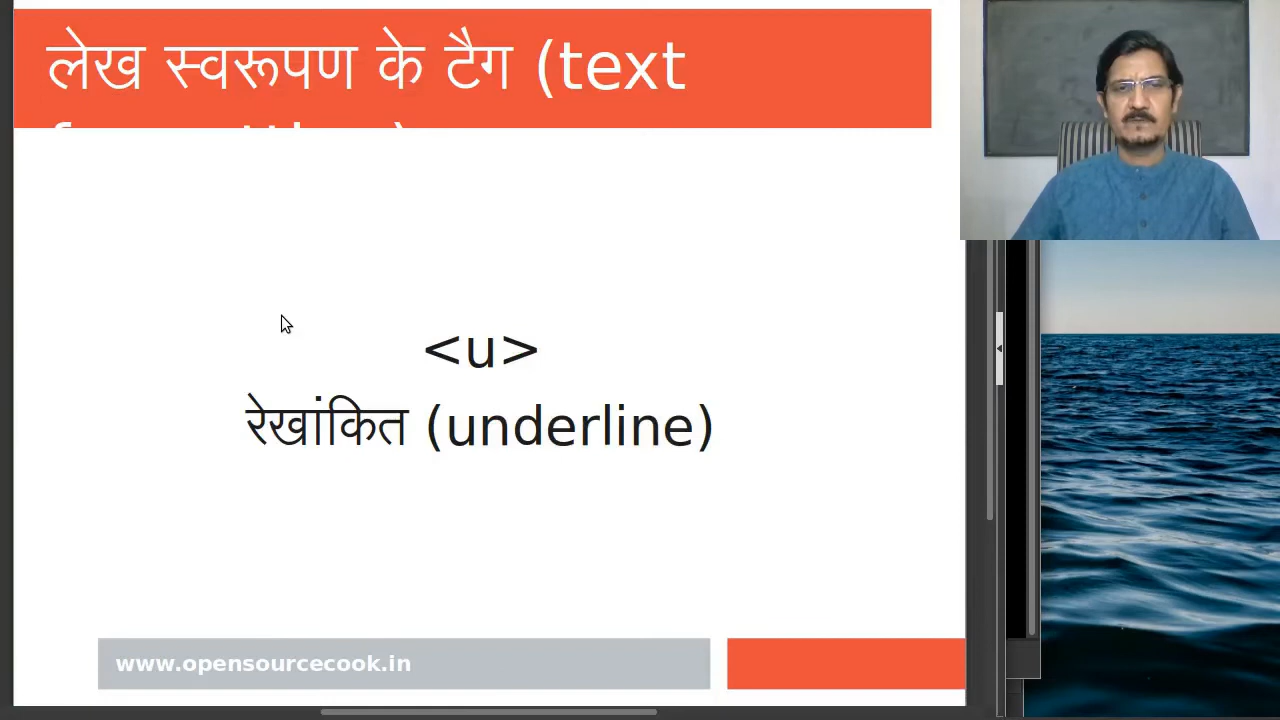 लेख स्वरूपण के टैग (text
<u>
रेखांकित (underline)
www.opensourcecook.in